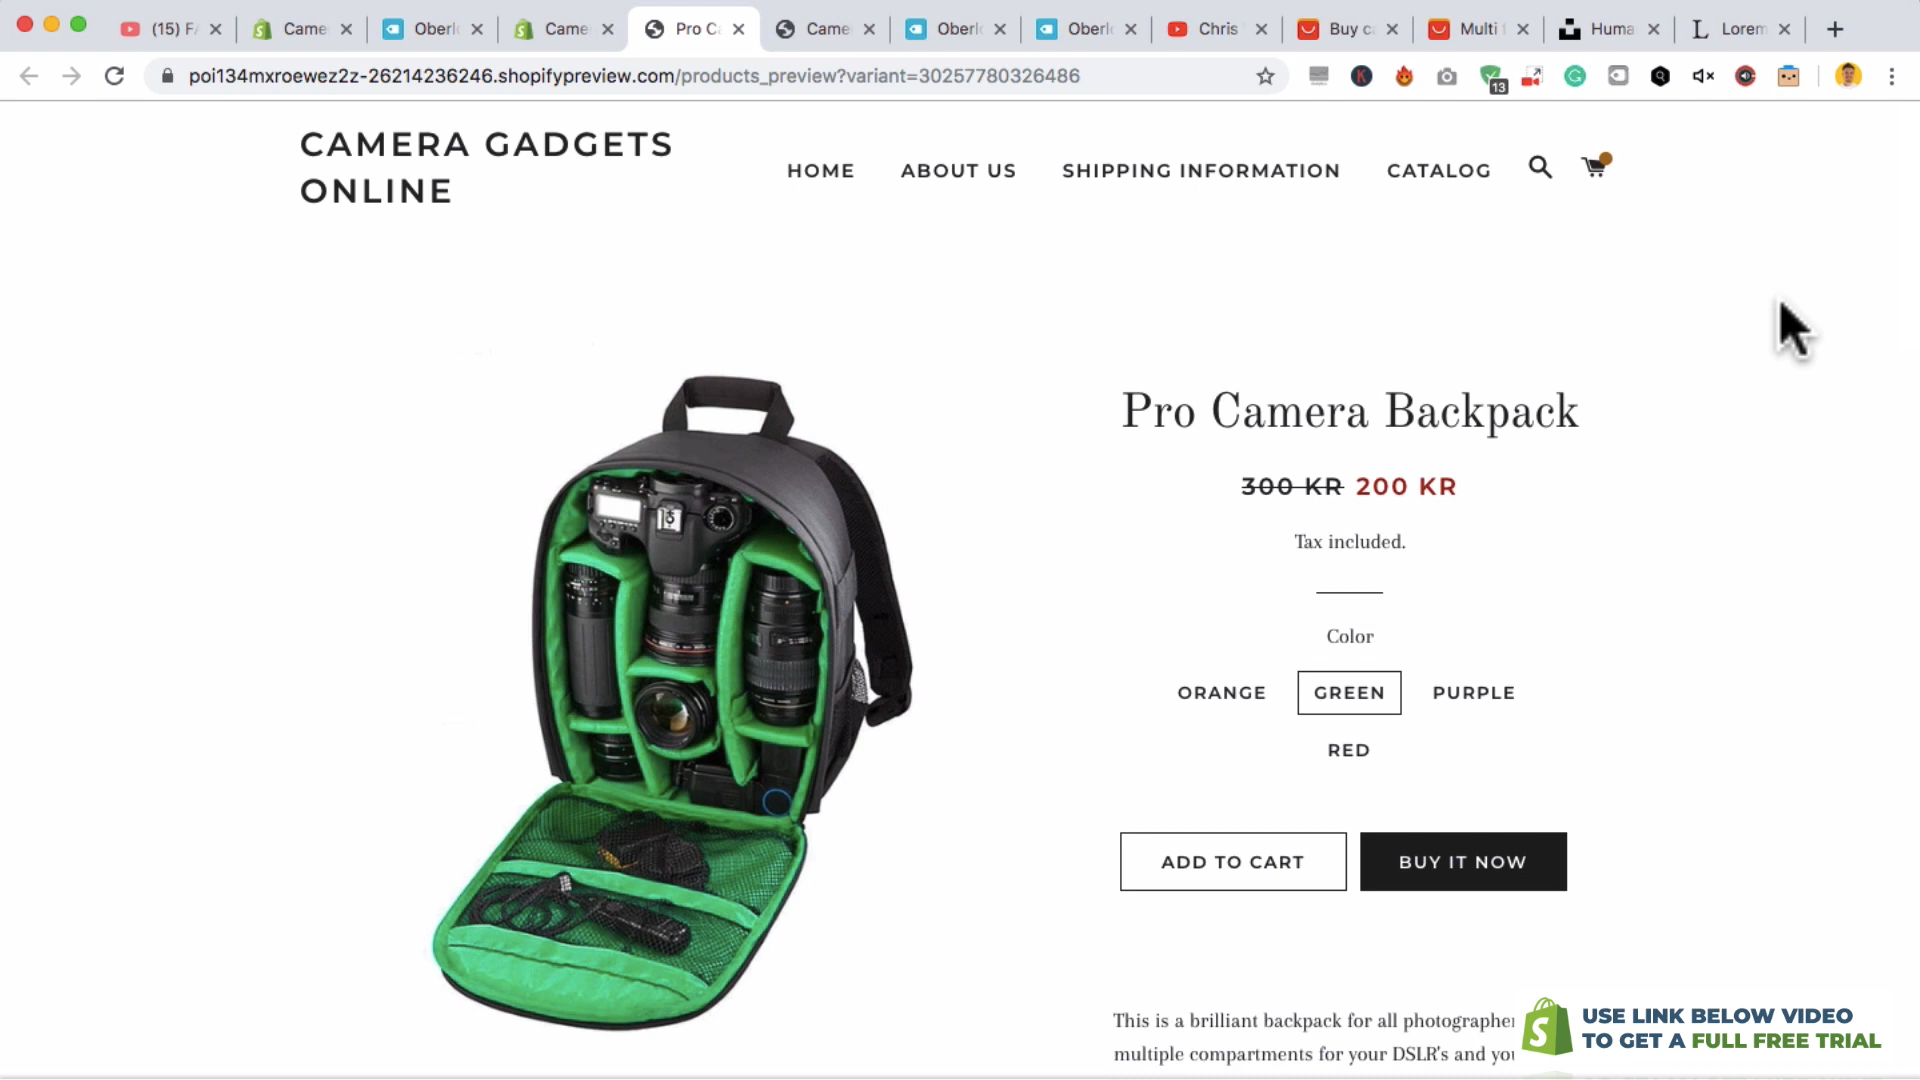 (15) F
Came
Oberl
Came
Pro C
Came
Oberl
Oberl
Chris
Buy c
Multi
Huma
Lorem
poi134mxroewez2z-26214236246.shopifypreview.com/products_preview?variant=30257780326486
13
CAMERA GADGETS
ONLINE
HOME
ABOUT US
SHIPPING INFORMATION
CATALOG
Pro Camera Backpack
300 KR 200 KR
Tax included.
Color
ORANGE
GREEN
PURPLE
RED
ADD TO CART
BUY IT NOW
This is a brilliant backpack for all photographe
multiple compartments for your DSLR's and yo
USE LINK BELOW VIDEO
TO GET A FULL FREE TRIAL